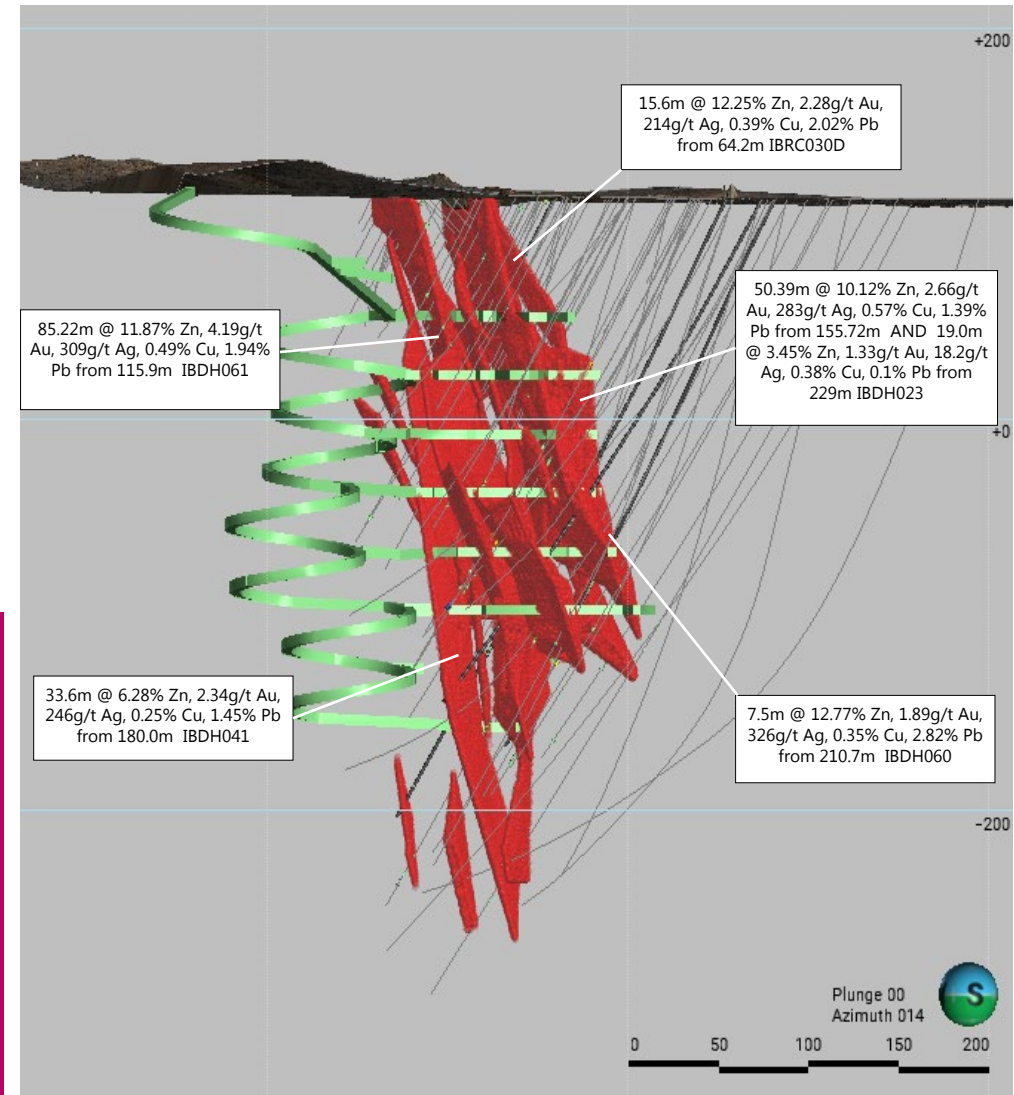 +200
15.6m @ 12.25% Zn, 2.28g/t Au,
214g/t Ag, 0.39% Cu, 2.02% Pb
from 64.2m IBRC030D
50.39m @ 10.12% Zn, 2.66g/t
Au, 283g/t Ag, 0.57% Cu, 1.39%
Pb from 155.72m AND 19.0m
@ 3.45% Zn, 1.33g/t Au, 18.2g/t
Ag, 0.38% Cu, 0.1% Pb from
229m IBDH023
85.22m @ 11.87% Zn, 4.19g/t
Au, 309g/t Ag, 0.49% Cu, 1.94%
Pb from 115.9m IBDH061
+0
33.6m @ 6.28% Zn, 2.34g/t Au,
246g/t Ag, 0.25% Cu, 1.45% Pb
from 180.0m IBDH041
7.5m @ 12.77% Zn, 1.89g/t Au,
326g/t Ag, 0.35% Cu, 2.82% Pb
from 210.7m IBDH060
-200
Plunge 00
Azimuth 014
S
0 50 100 150 200